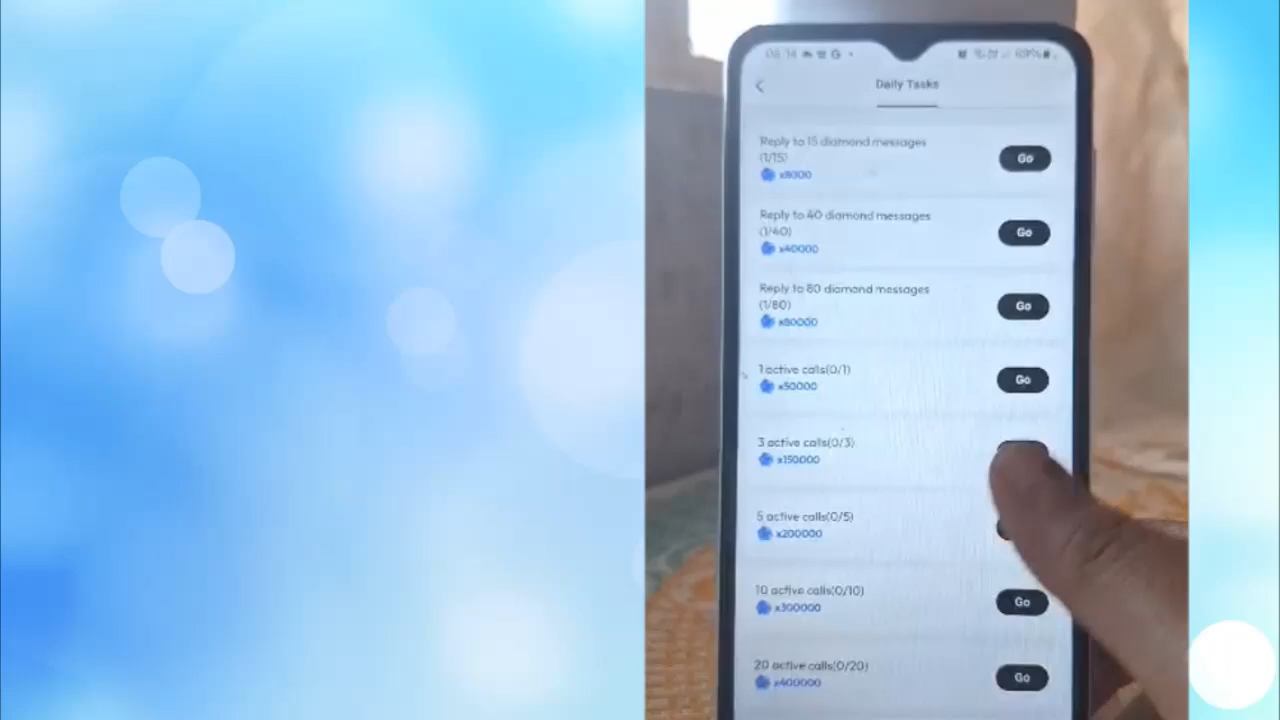 08:14
Daily Tasks
Reply to 15 diamond messages
(1/15)
x8000
Go
Reply to 40 diamond messages
(1/40)
x40000
Go
Reply to 80 diamond messages
(1/80)
x80000
Go
1 active calls(0/1)
x50000
Go
3 active calls(0/3)
x150000
5 active calls(0/5)
x200000
10 active calls(0/10)
x300000
Go
20 active calls(0/20)
x400000
Go